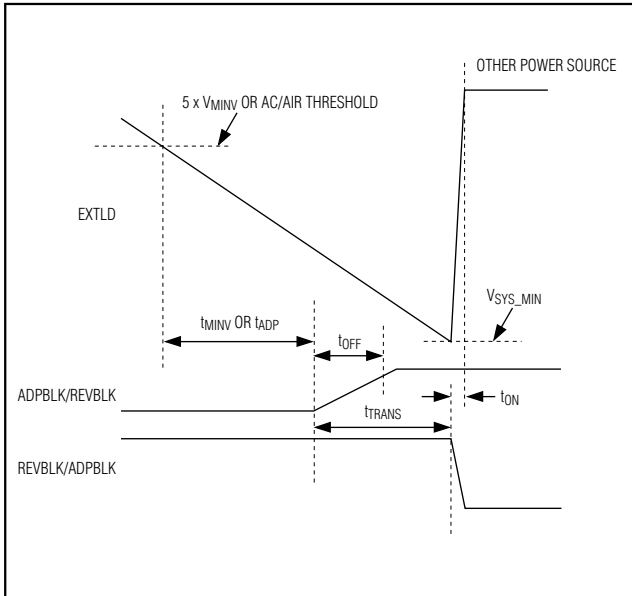 OTHER POWER SOURCE
5 x VMINV OR AC/AIR THRESHOLD
EXTLD
VSYS_MIN
tMINV OR tADP
tOFF
ADPBLK/REVBLK
tON
tTRANS
REVBLK/ADPBLK